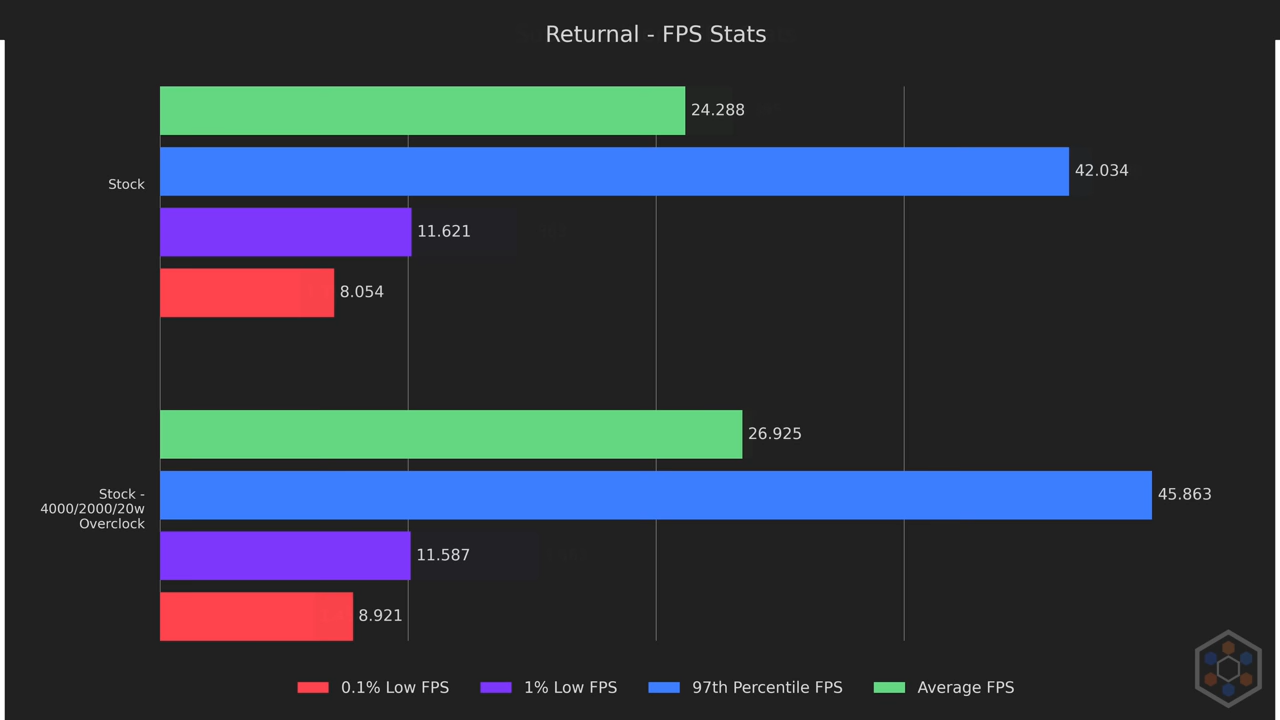 Returnal - FPS Stats
24.288
42.034
Stock
11.621
8.054
26.925
45.863
Stock -
4000/2000/20w
Overclock
11.587
8.921
0.1% Low FPS
1% Low FPS
97th Percentile FPS
Average FPS